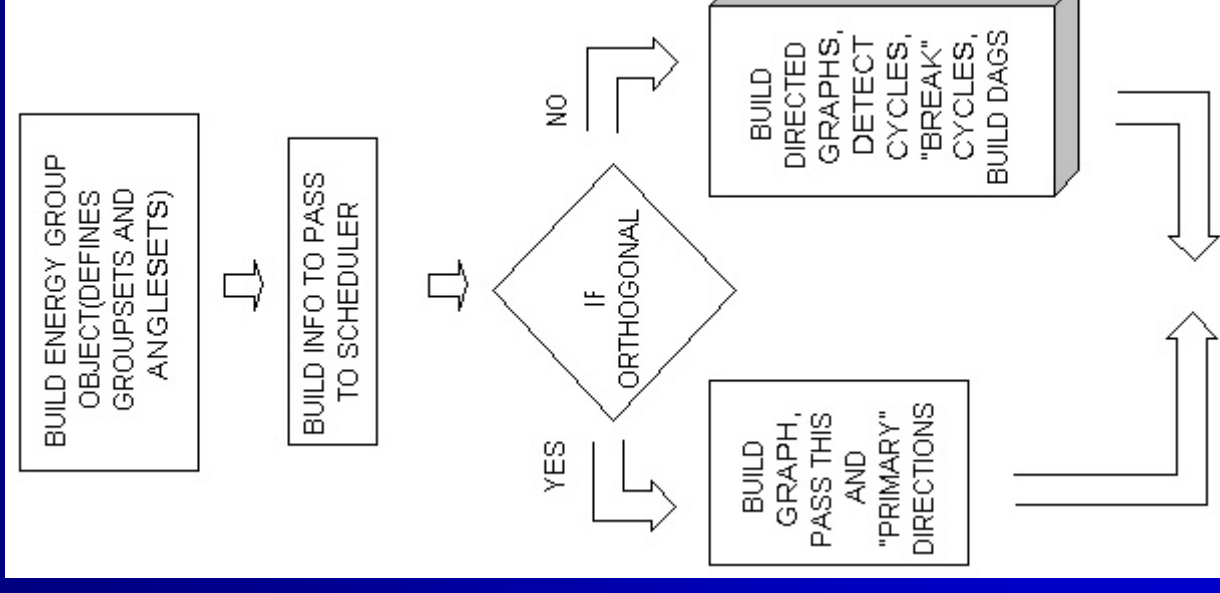 BUILD ENERGY GROUP
OBJECT(DEFINES
GROUPSETS AND
ANGLESETS)
BUILD INFO TO PASS
TO SCHEDULER
IF
ORTHOGONAL
YES
NO
BUILD
GRAPH,
PASS THIS
AND
"PRIMARY"
DIRECTIONS
BUILD
DIRECTED
GRAPHS,
DETECT
CYCLES,
"BREAK"
CYCLES,
BUILD DAGS